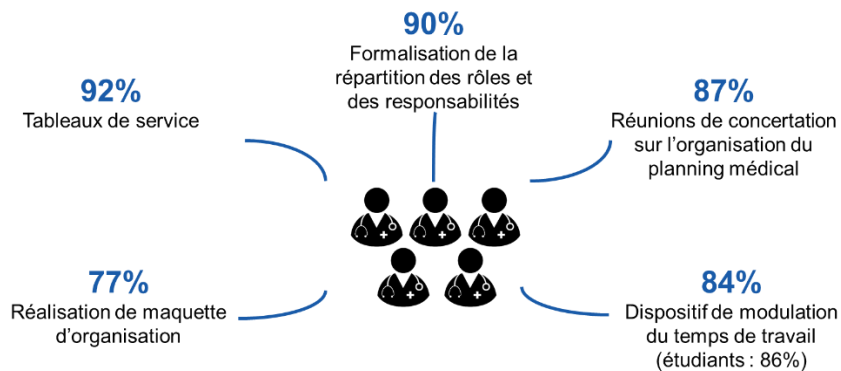 90%
Formalisation de la
répartition des rôles et
des responsabilités
92%
Tableaux de service
87%
Réunions de concertation
sur l’organisation du
planning médical
77%
Réalisation de maquette
d’organisation
84%
Dispositif de modulation
du temps de travail
(étudiants : 86%)